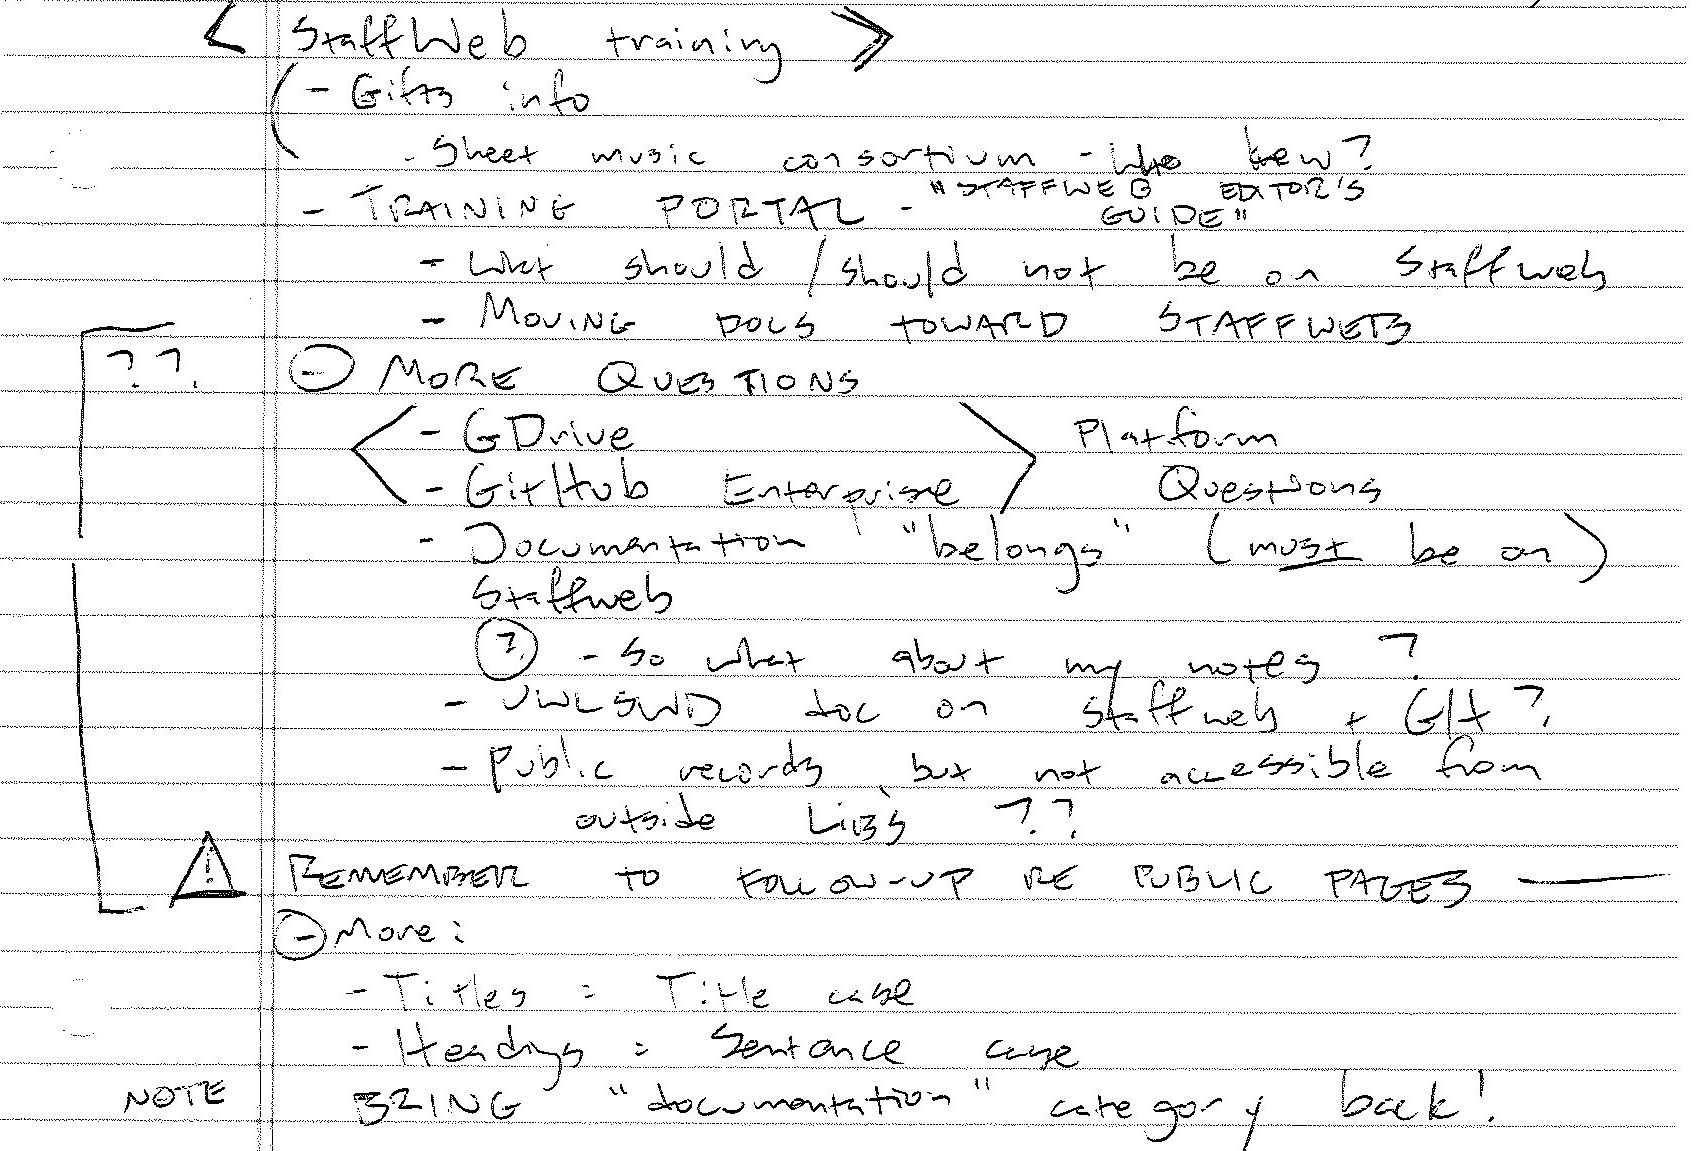 < StaffWeb training >>
( - Gifts info
- Sheet music consortium - who knew?
- TRAINING PORTAL - "STAFFWEB EDITOR'S
GUIDE"
- What should / should not be on Staffweb
- MOVING DOCS TOWARD STAFFWEB
?? - MORE QUESTIONS
- GDrive
- GitHub Enterprise
Platform
Questions
- Documentation "belongs" (must be on)
Staffweb
? - So what about my notes?
- UWLSWD doc on staffweb + Git?
- Public records but not accessible from
outside Libs ??
! REMEMBER TO FOLLOW-UP RE PUBLIC PAGES —
- More:
- Titles = Title case
- Headings = Sentence case
NOTE BRING "documentation" category back!